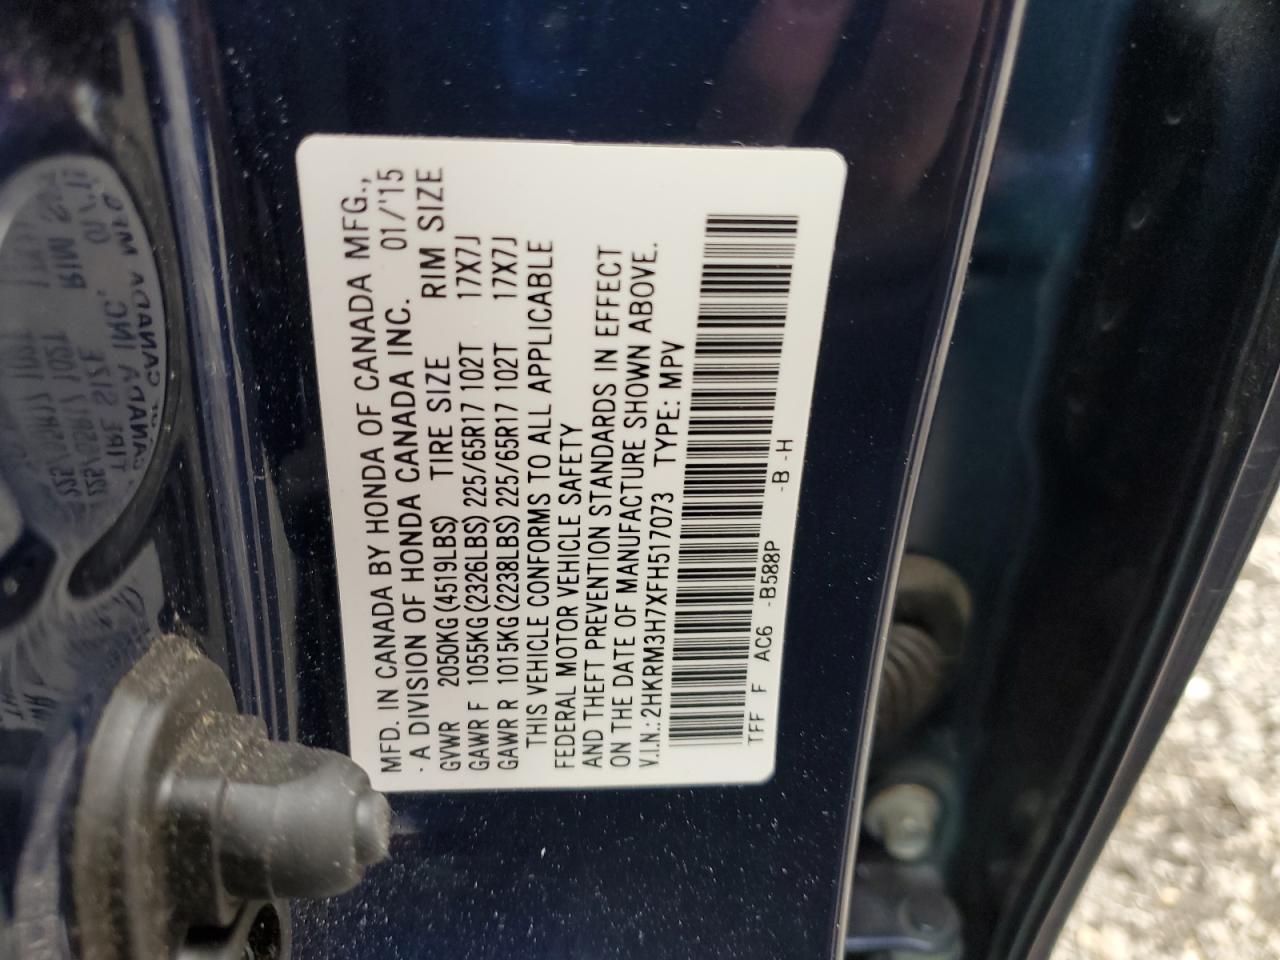 MFD. IN CANADA BY HONDA OF CANADA MFG.,
· A DIVISION OF HONDA CANADA INC. 01/'15
GVWR 2050KG(4519LBS) TIRE SIZE RIM SIZE
GAWR F 1055KG(2326LBS) 225/65R17 102T 17X7J
GAWR R 1015KG(2238LBS) 225/65R17 102T 17X7J
THIS VEHICLE CONFORMS TO ALL APPLICABLE
FEDERAL MOTOR VEHICLE SAFETY
AND THEFT PREVENTION STANDARDS IN EFFECT
ON THE DATE OF MANUFACTURE SHOWN ABOVE.
V.I.N.: 2HKRM3H7XFH517073 TYPE: MPV
TFF F AC6 -B588P -B -H